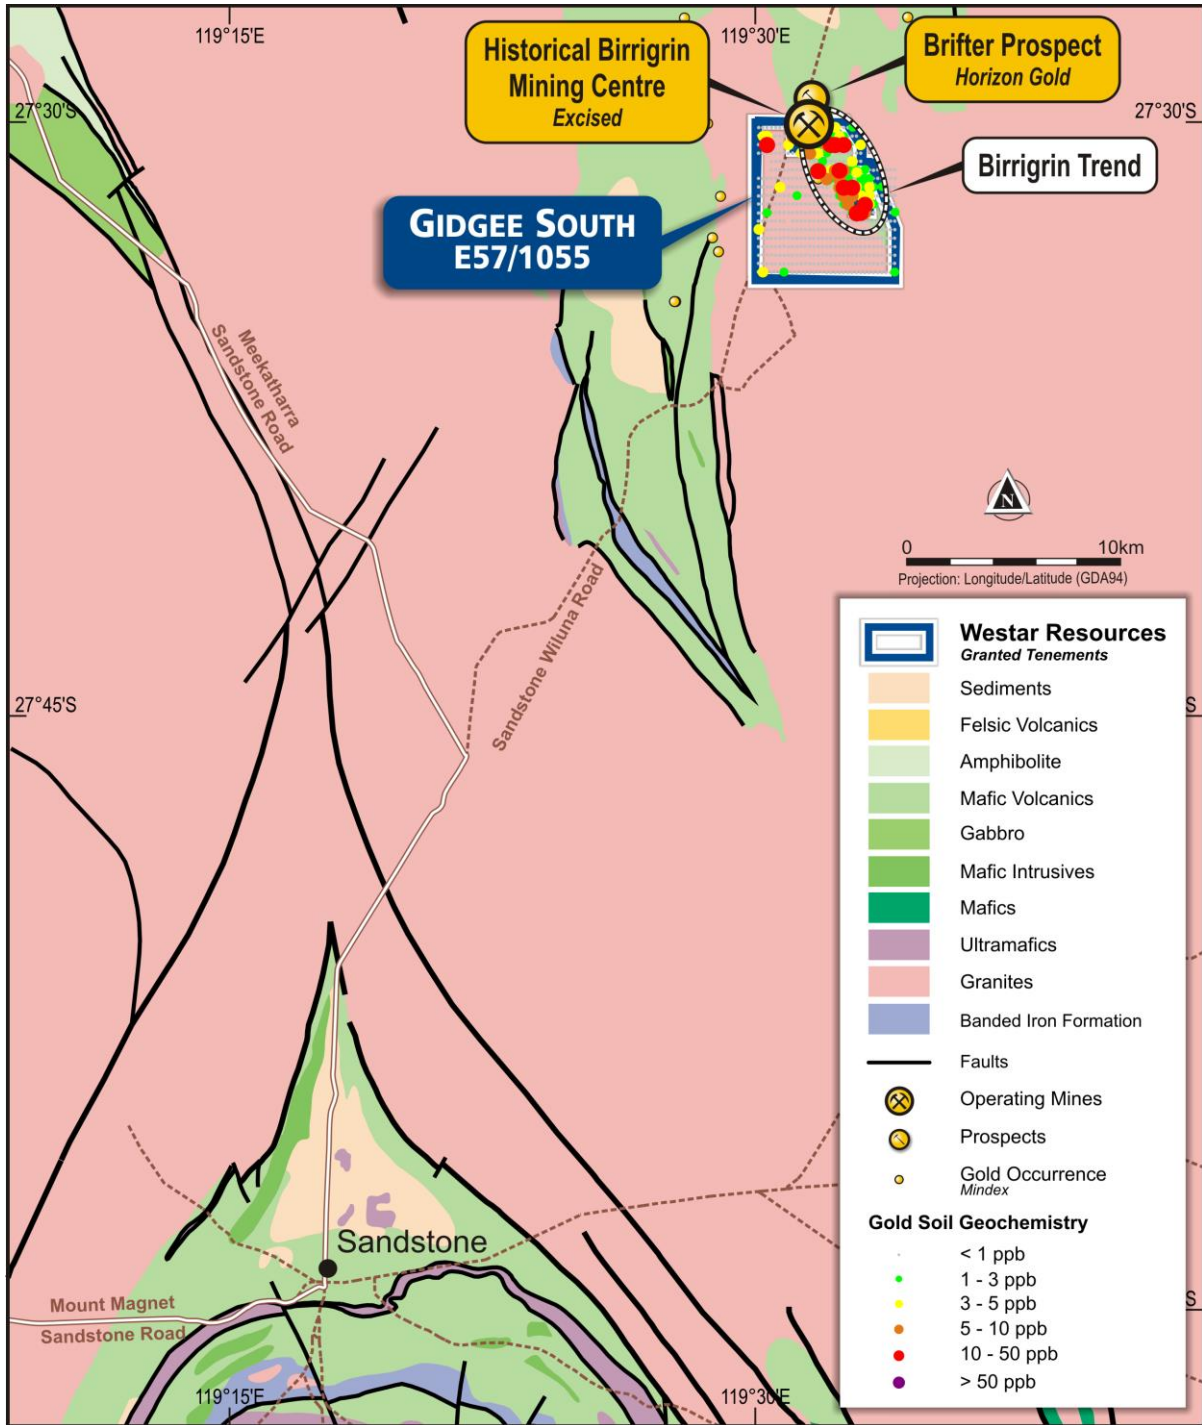 119°15'E
119°30'E
Historical Birrigrin
Mining Centre
Excised
Brifter Prospect
Horizon Gold
27°30'S
27°30'S
Birrigrin Trend
GIDGEE SOUTH
E57/1055
Meekatharra
Sandstone Road
N
0 10km
Projection: Longitude/Latitude (GDA94)
Sandstone Wiluna Road
27°45'S
S
Westar Resources
Granted Tenements
Sediments
Felsic Volcanics
Amphibolite
Mafic Volcanics
Gabbro
Mafic Intrusives
Mafics
Ultramafics
Granites
Banded Iron Formation
Faults
Operating Mines
Prospects
Gold Occurrence
Mindex
Gold Soil Geochemistry
< 1 ppb
1 - 3 ppb
3 - 5 ppb
5 - 10 ppb
10 - 50 ppb
> 50 ppb
Sandstone
Mount Magnet
Sandstone Road
S
119°15'E
119°30'E